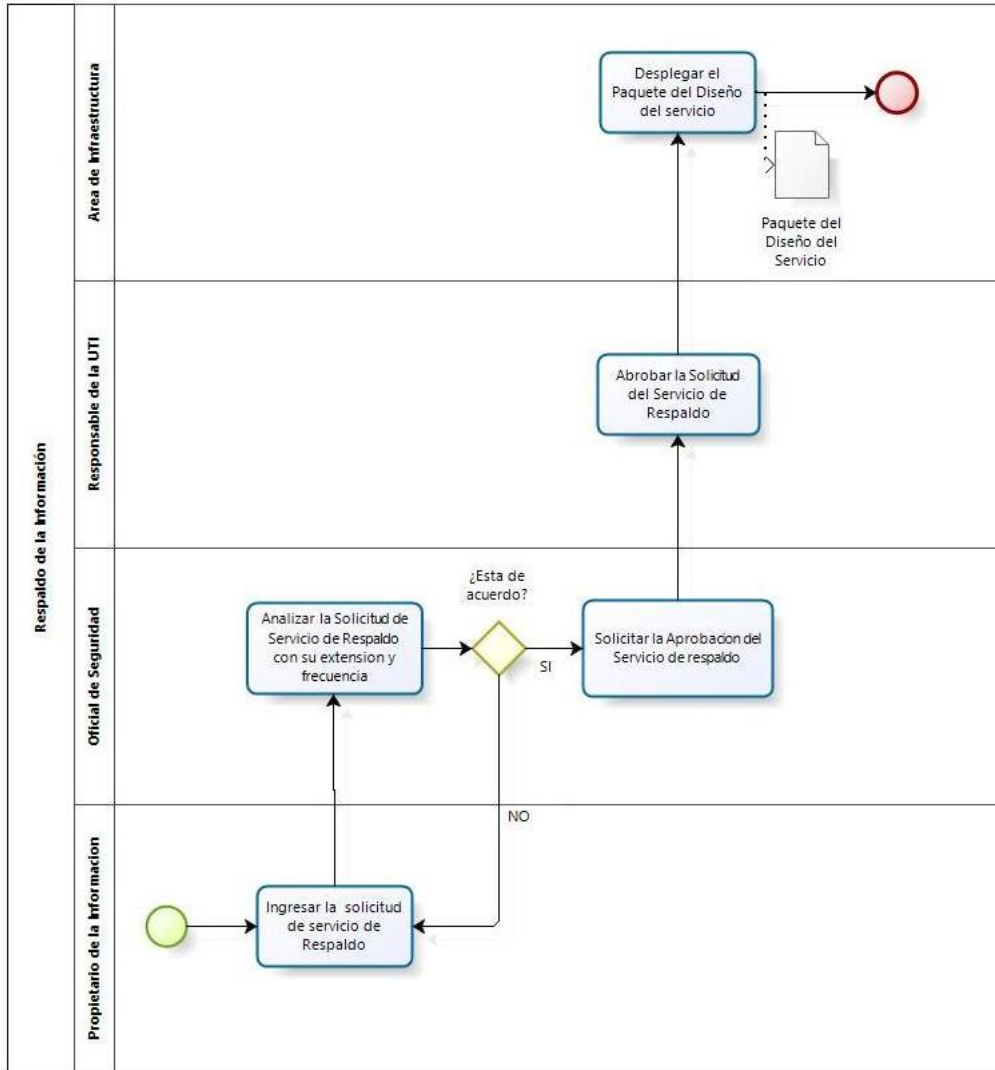 Respaldo de la Información
Area de Infraestructura
Desplegar el
Paquete del Diseño
del servicio
Paquete del
Diseño del
Servicio
Responsable de la UTI
Abrobar la Solicitud
del Servicio de
Respaldo
Oficial de Seguridad
Analizar la Solicitud de
Servicio de Respaldo
con su extension y
frecuencia
¿Esta de
acuerdo?
SI
Solicitar la Aprobacion del
Servicio de respaldo
NO
Propietario de la Informacion
Ingresar la solicitud
de servicio de
Respaldo